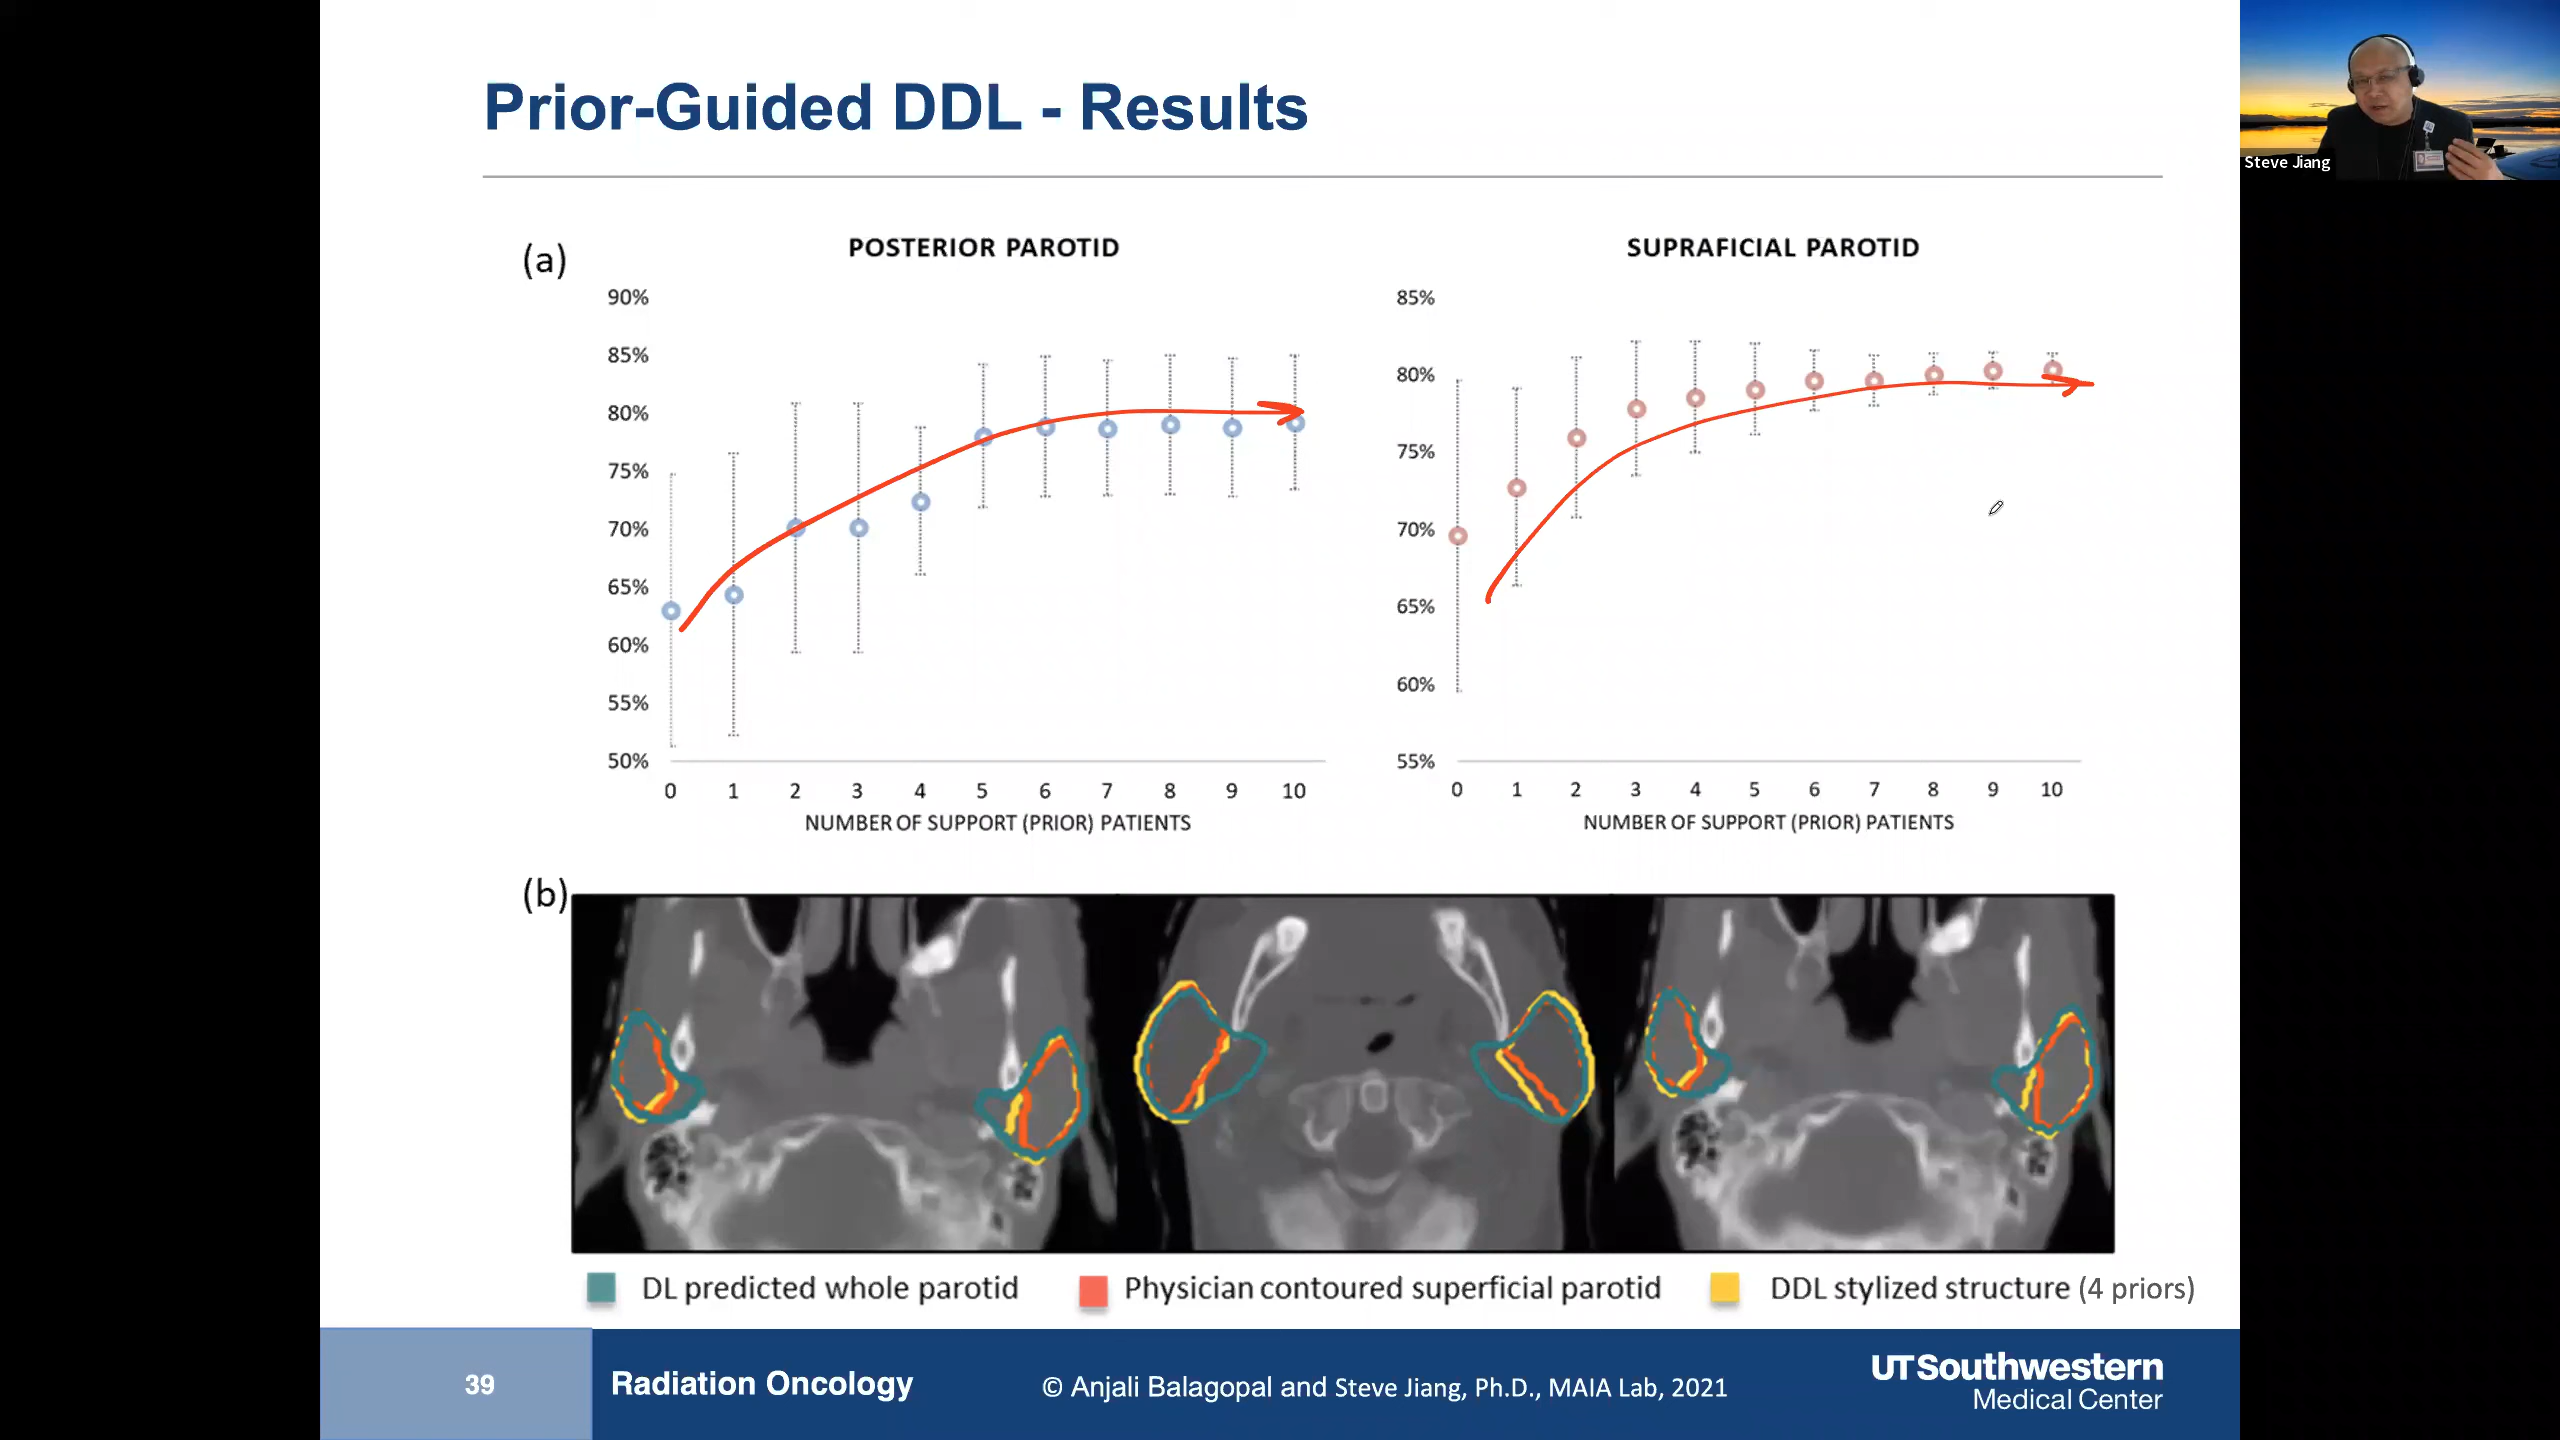 Prior-Guided DDL - Results
Steve Jiang
(a)
POSTERIOR PAROTID
90%
85%
80%
75%
70%
65%
60%
55%
50%
0 1 2 3 4 5 6 7 8 9 10
NUMBER OF SUPPORT (PRIOR) PATIENTS
SUPRAFICIAL PAROTID
85%
80%
75%
70%
65%
60%
55%
0 1 2 3 4 5 6 7 8 9 10
NUMBER OF SUPPORT (PRIOR) PATIENTS
(b)
DL predicted whole parotid
Physician contoured superficial parotid
DDL stylized structure (4 priors)
39
Radiation Oncology
© Anjali Balagopal and Steve Jiang, Ph.D., MAIA Lab, 2021
UTSouthwestern
Medical Center